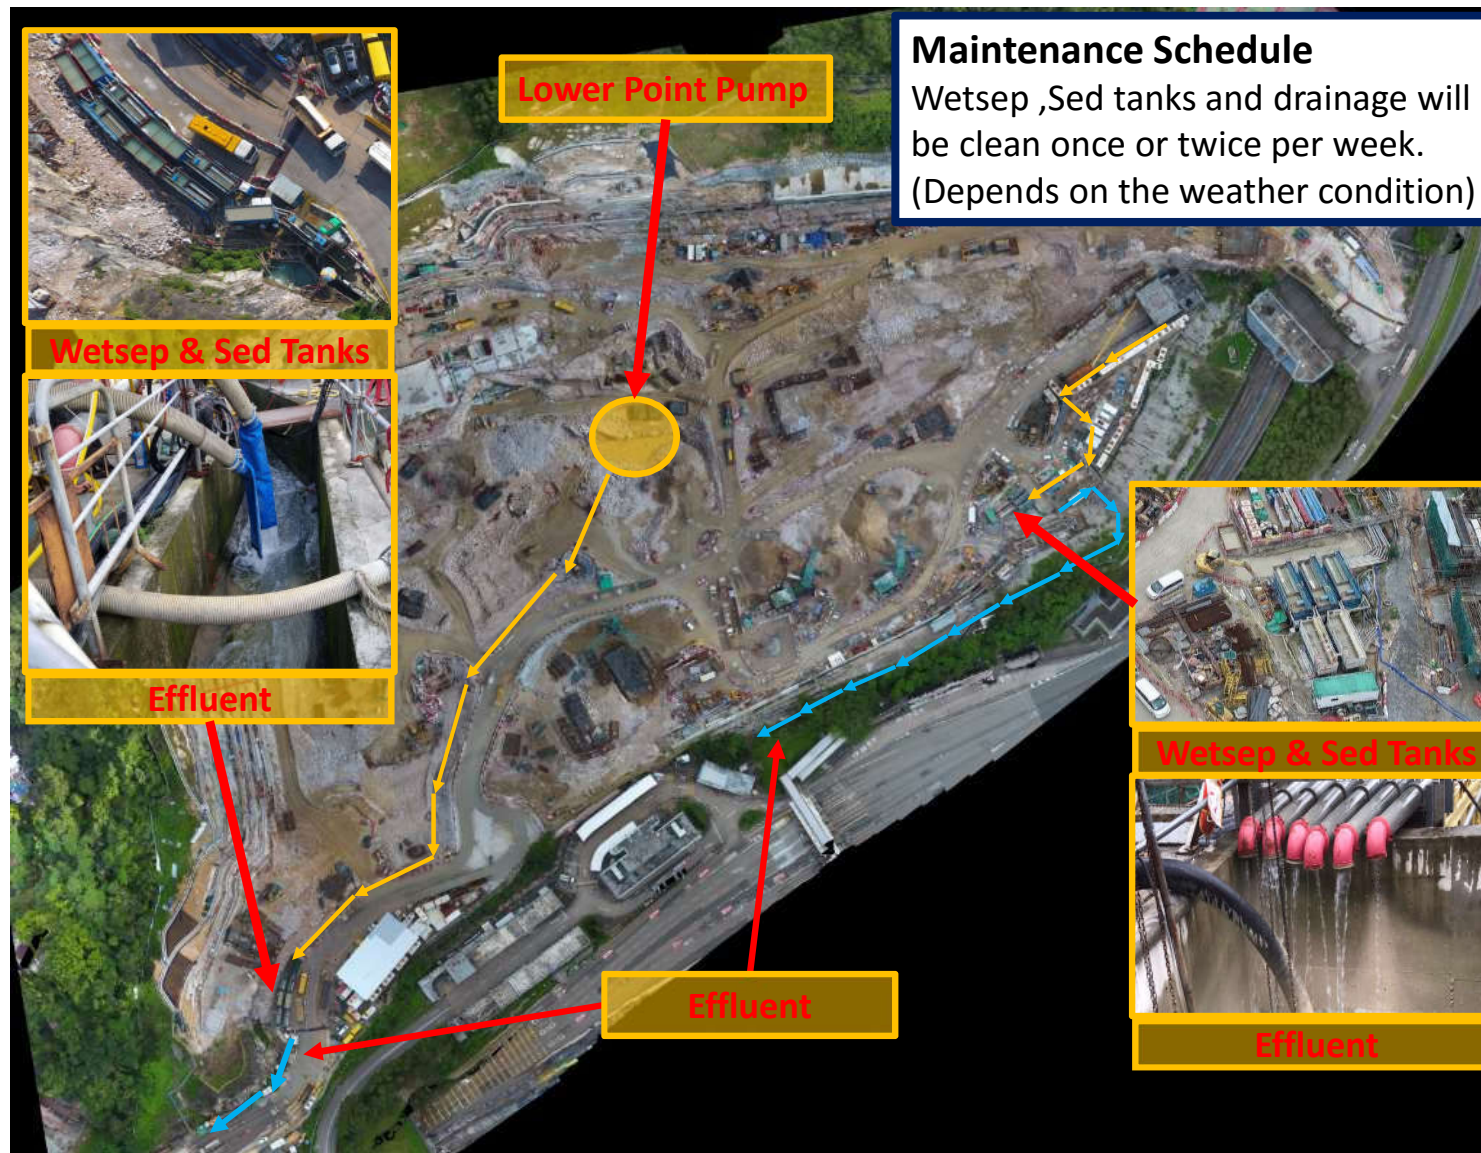 Maintenance Schedule
Wetsep ,Sed tanks and drainage will
be clean once or twice per week.
(Depends on the weather condition)
Lower Point Pump
Wetsep & Sed Tanks
Effluent
Wetsep & Sed Tanks
Effluent
Effluent